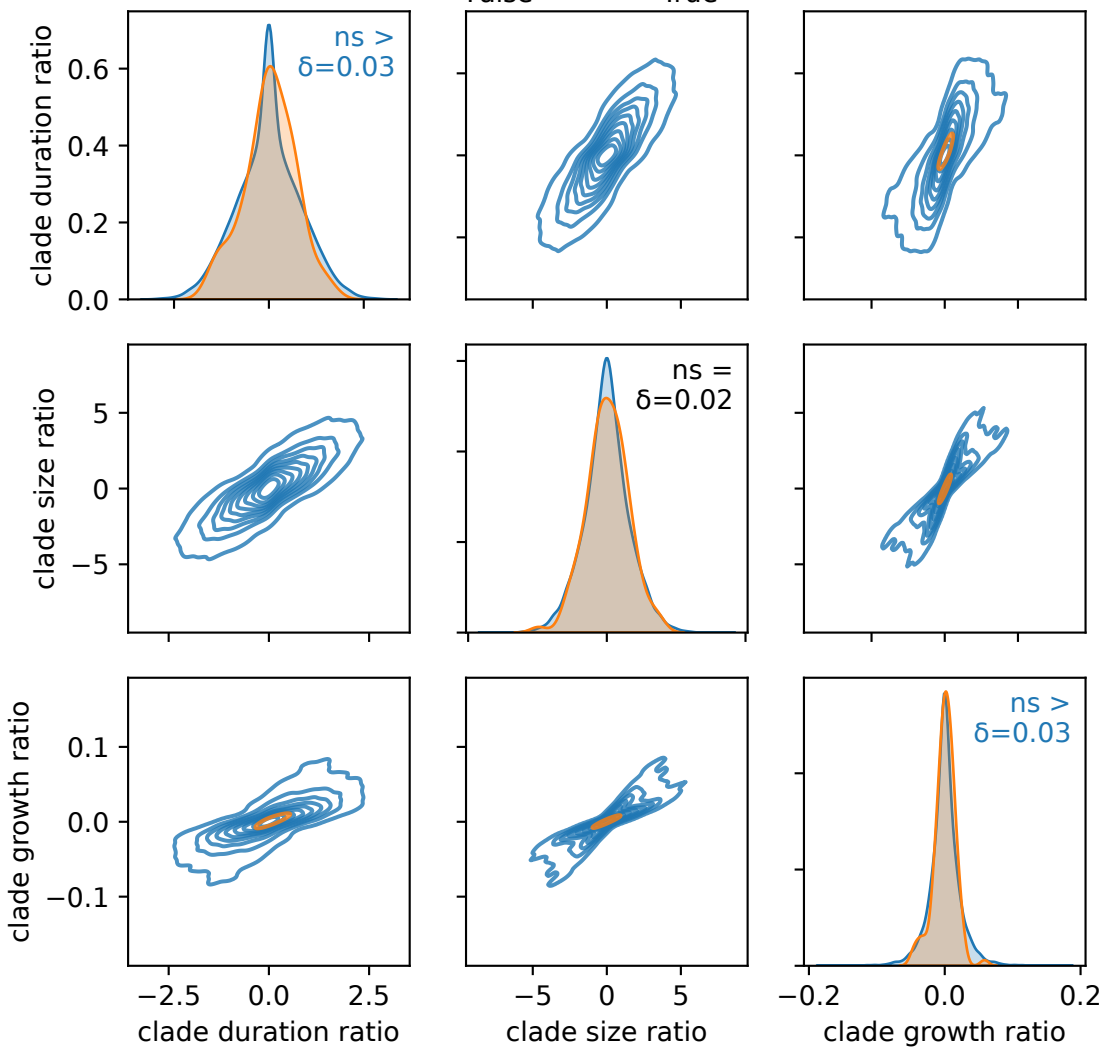 clade duration ratio
0.6
0.4
0.2
0.0
ns >
δ=0.03
clade size ratio
5
0
−5
ns =
δ=0.02
clade growth ratio
0.1
0.0
−0.1
ns >
δ=0.03
−2.5 0.0 2.5
−5 0 5
−0.2 0.0 0.2
clade duration ratio
clade size ratio
clade growth ratio